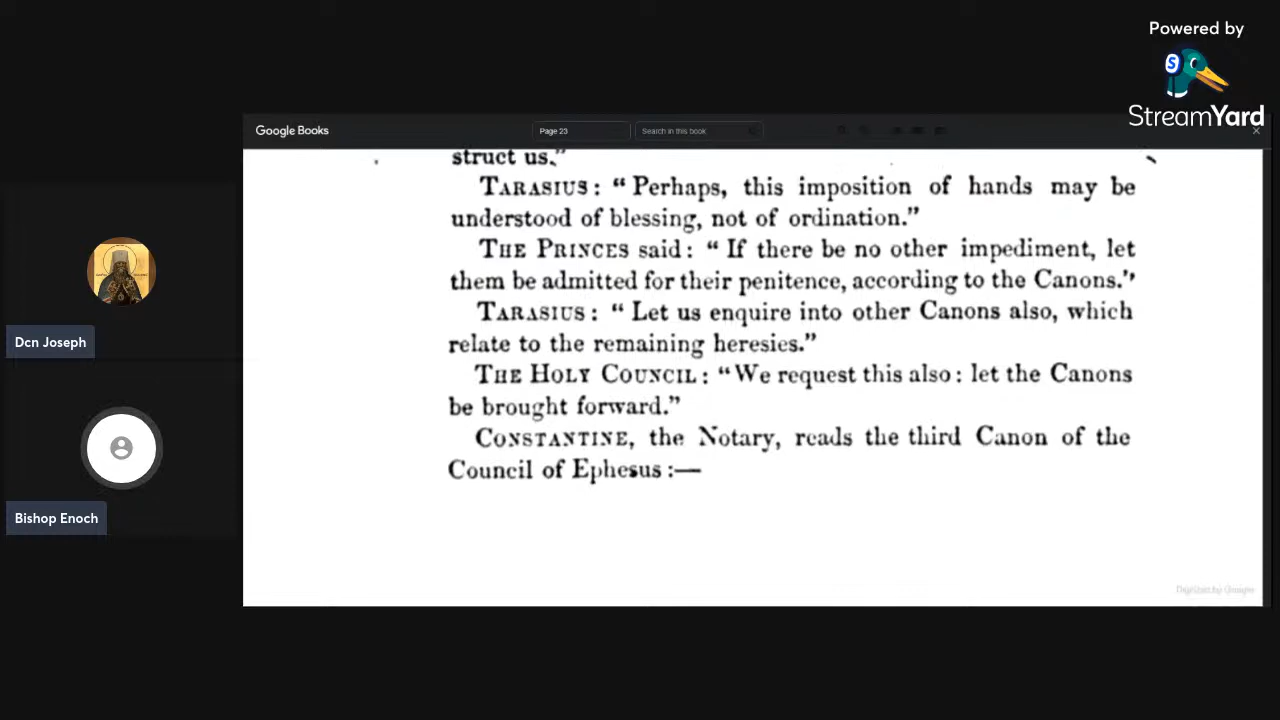 Powered by
StreamYard
Google Books
Page 23
Search in this book
struct us."
TARASIUS: "Perhaps, this imposition of hands may be
understood of blessing, not of ordination."
THE PRINCES said: "If there be no other impediment, let
them be admitted for their penitence, according to the Canons."
TARASIUS: "Let us enquire into other Canons also, which
relate to the remaining heresies."
THE HOLY COUNCIL: "We request this also: let the Canons
be brought forward."
CONSTANTINE, the Notary, reads the third Canon of the
Council of Ephesus:—
Digitized by Google
Dcn Joseph
Bishop Enoch